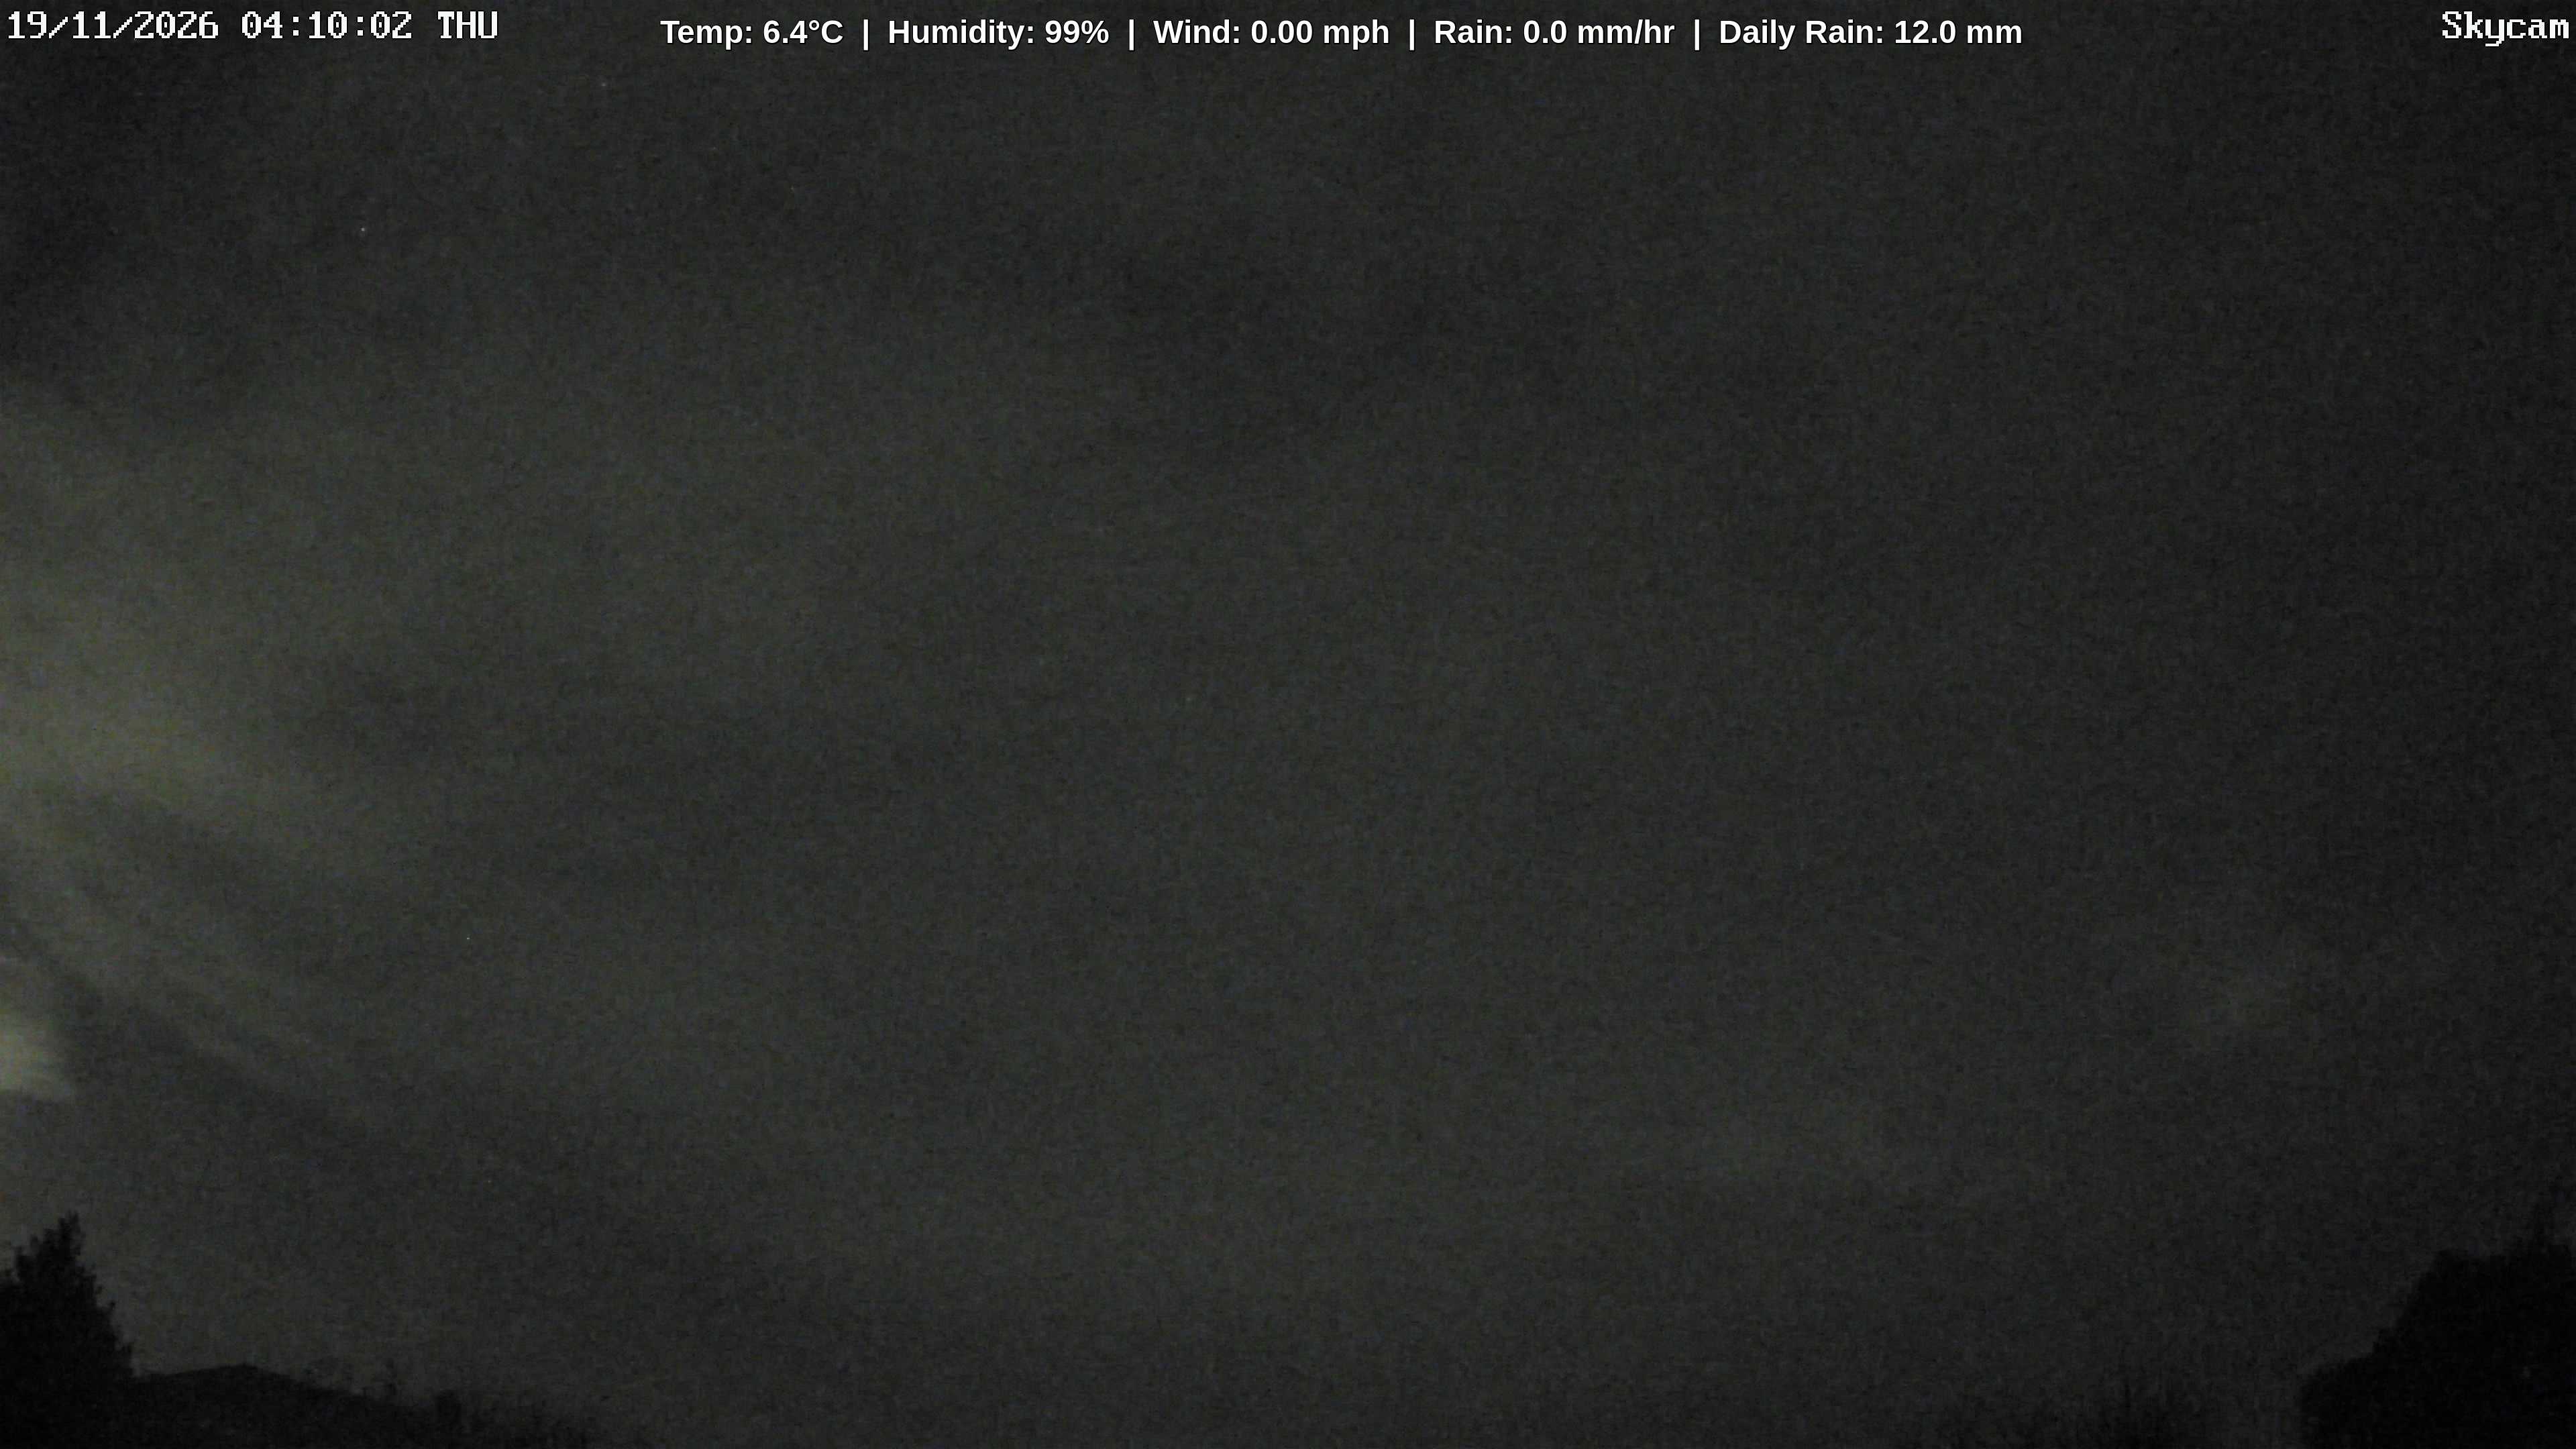 19/11/2026 04:10:02 THU
Temp: 6.4°C | Humidity: 99% | Wind: 0.00 mph | Rain: 0.0 mm/hr | Daily Rain: 12.0 mm
Skycam